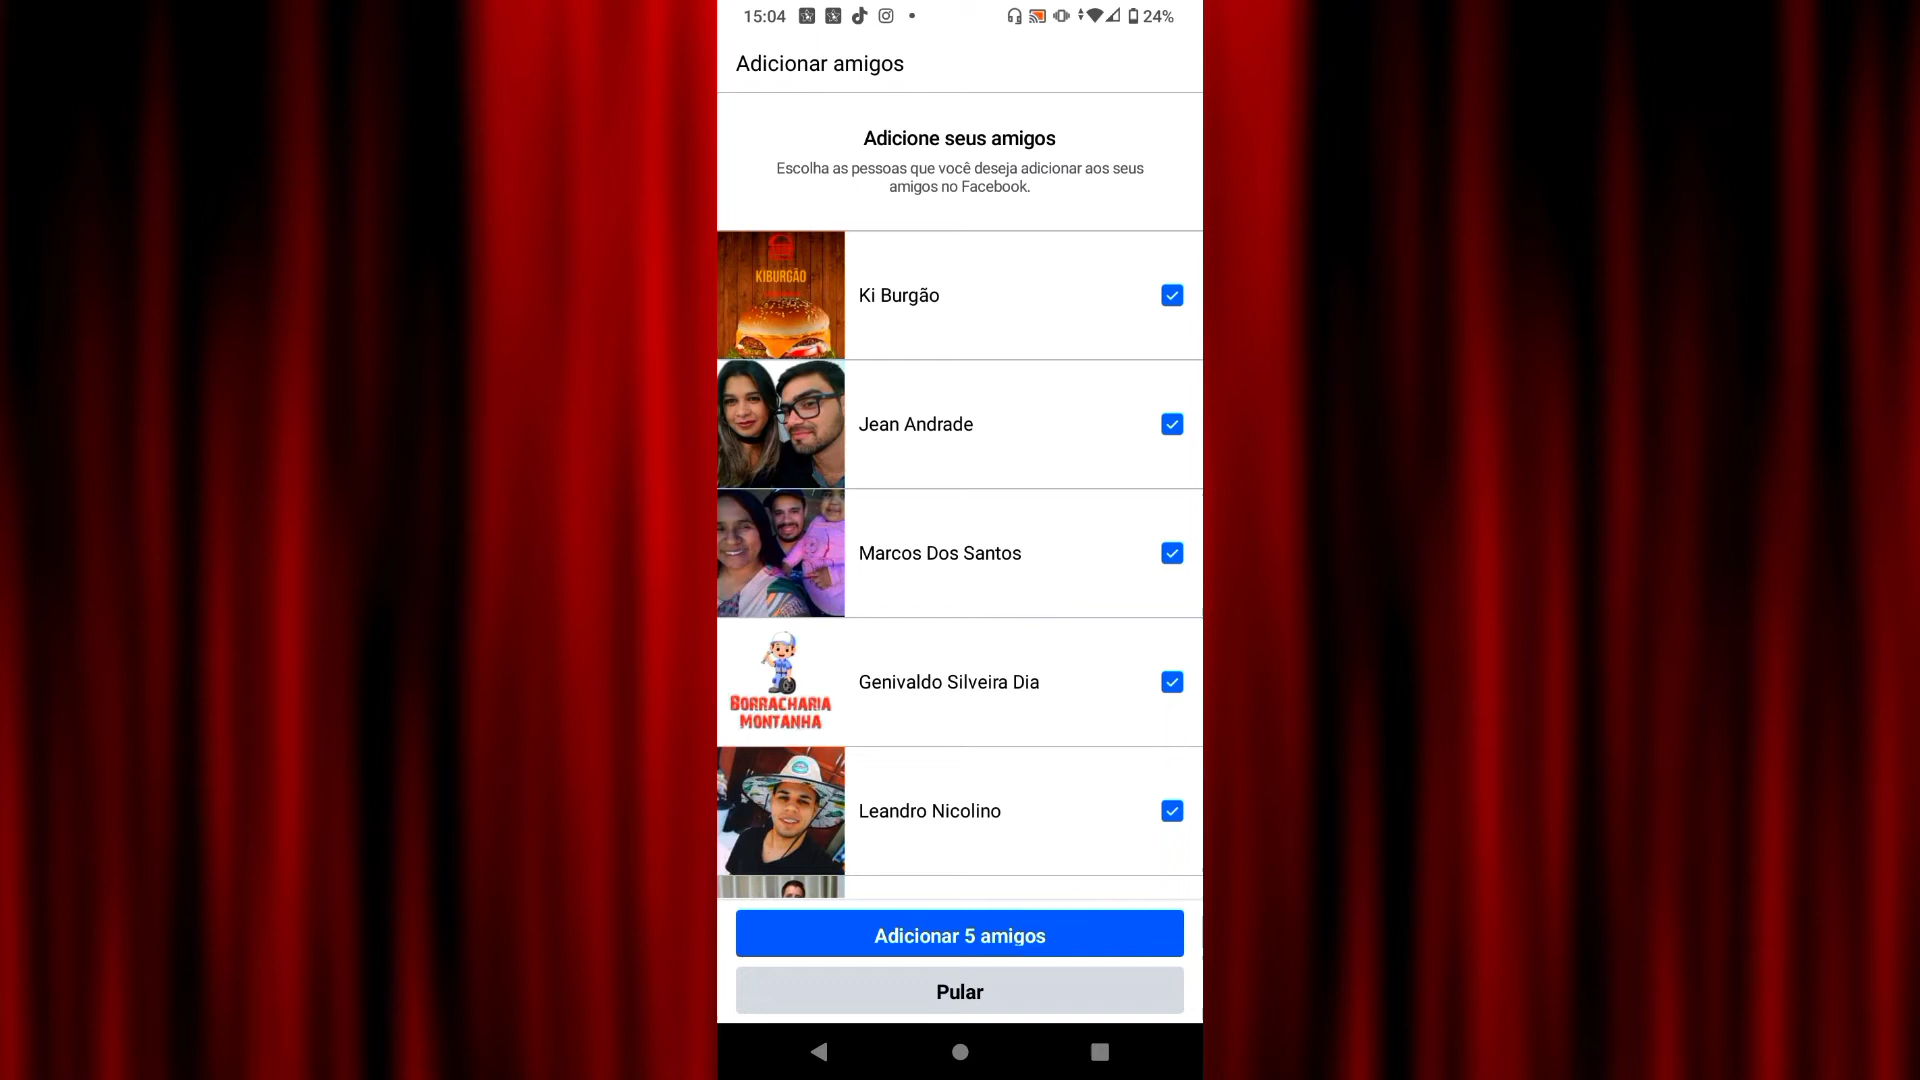 15:04
24%
Adicionar amigos
Adicione seus amigos
Escolha as pessoas que você deseja adicionar aos seus
amigos no Facebook.
KIBURGÃO
Ki Burgão
Jean Andrade
Marcos Dos Santos
BORRACHARIA
MONTANHA
Genivaldo Silveira Dia
Leandro Nicolino
Adicionar 5 amigos
Pular